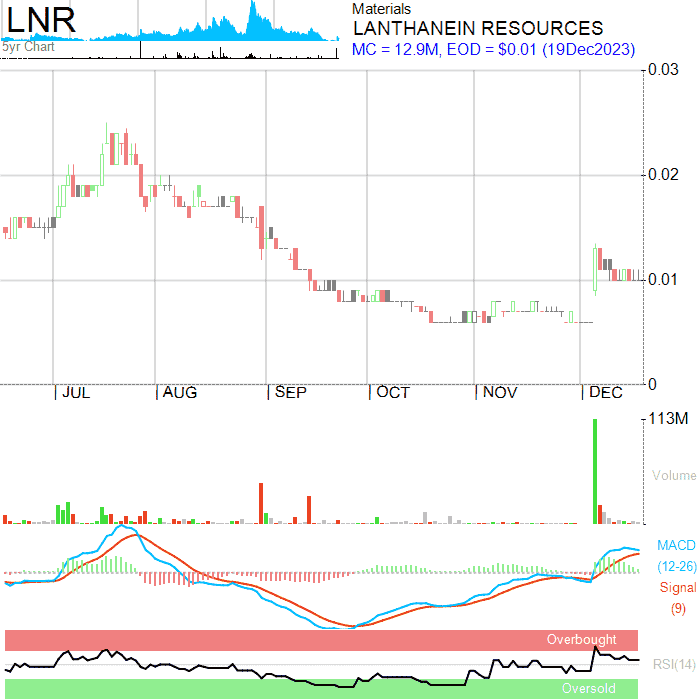 LNR
5yr Chart
Materials
LANTHANEIN RESOURCES
MC = 12.9M, EOD = $0.01 (19Dec2023)
0.03
0.02
0.01
0
JUL AUG SEP OCT NOV DEC
113M
Volume
MACD
(12-26)
Signal
(9)
Overbought
RSI(14)
Oversold